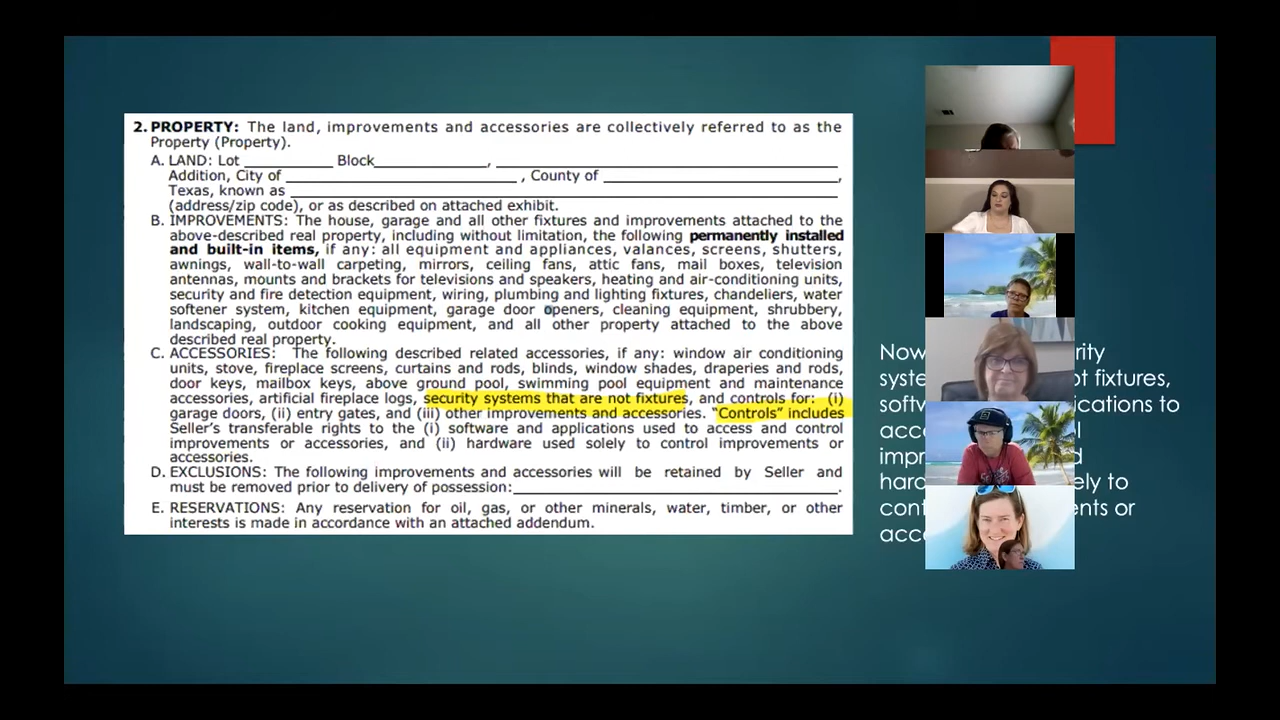 2. PROPERTY: The land, improvements and accessories are collectively referred to as the
Property (Property).
A. LAND: Lot ____________ Block_______________, ______________________________________________
Addition, City of ______________________________ , County of ______________________________,
Texas, known as ________________________________________________________________________
(address/zip code), or as described on attached exhibit.
B. IMPROVEMENTS: The house, garage and all other fixtures and improvements attached to the
above-described real property, including without limitation, the following permanently installed
and built-in items, if any: all equipment and appliances, valances, screens, shutters,
awnings, wall-to-wall carpeting, mirrors, ceiling fans, attic fans, mail boxes, television
antennas, mounts and brackets for televisions and speakers, heating and air-conditioning units,
security and fire detection equipment, wiring, plumbing and lighting fixtures, chandeliers, water
softener system, kitchen equipment, garage door openers, cleaning equipment, shrubbery,
landscaping, outdoor cooking equipment, and all other property attached to the above
described real property.
C. ACCESSORIES: The following described related accessories, if any: window air conditioning
units, stove, fireplace screens, curtains and rods, blinds, window shades, draperies and rods,
door keys, mailbox keys, above ground pool, swimming pool equipment and maintenance
accessories, artificial fireplace logs, security systems that are not fixtures, and controls for: (i)
garage doors, (ii) entry gates, and (iii) other improvements and accessories. "Controls" includes
Seller's transferable rights to the (i) software and applications used to access and control
improvements or accessories, and (ii) hardware used solely to control improvements or
accessories.
D. EXCLUSIONS: The following improvements and accessories will be retained by Seller and
must be removed prior to delivery of possession:___________________________________________.
E. RESERVATIONS: Any reservation for oil, gas, or other minerals, water, timber, or other
interests is made in accordance with an attached addendum.
Now
fixtures,
to
or